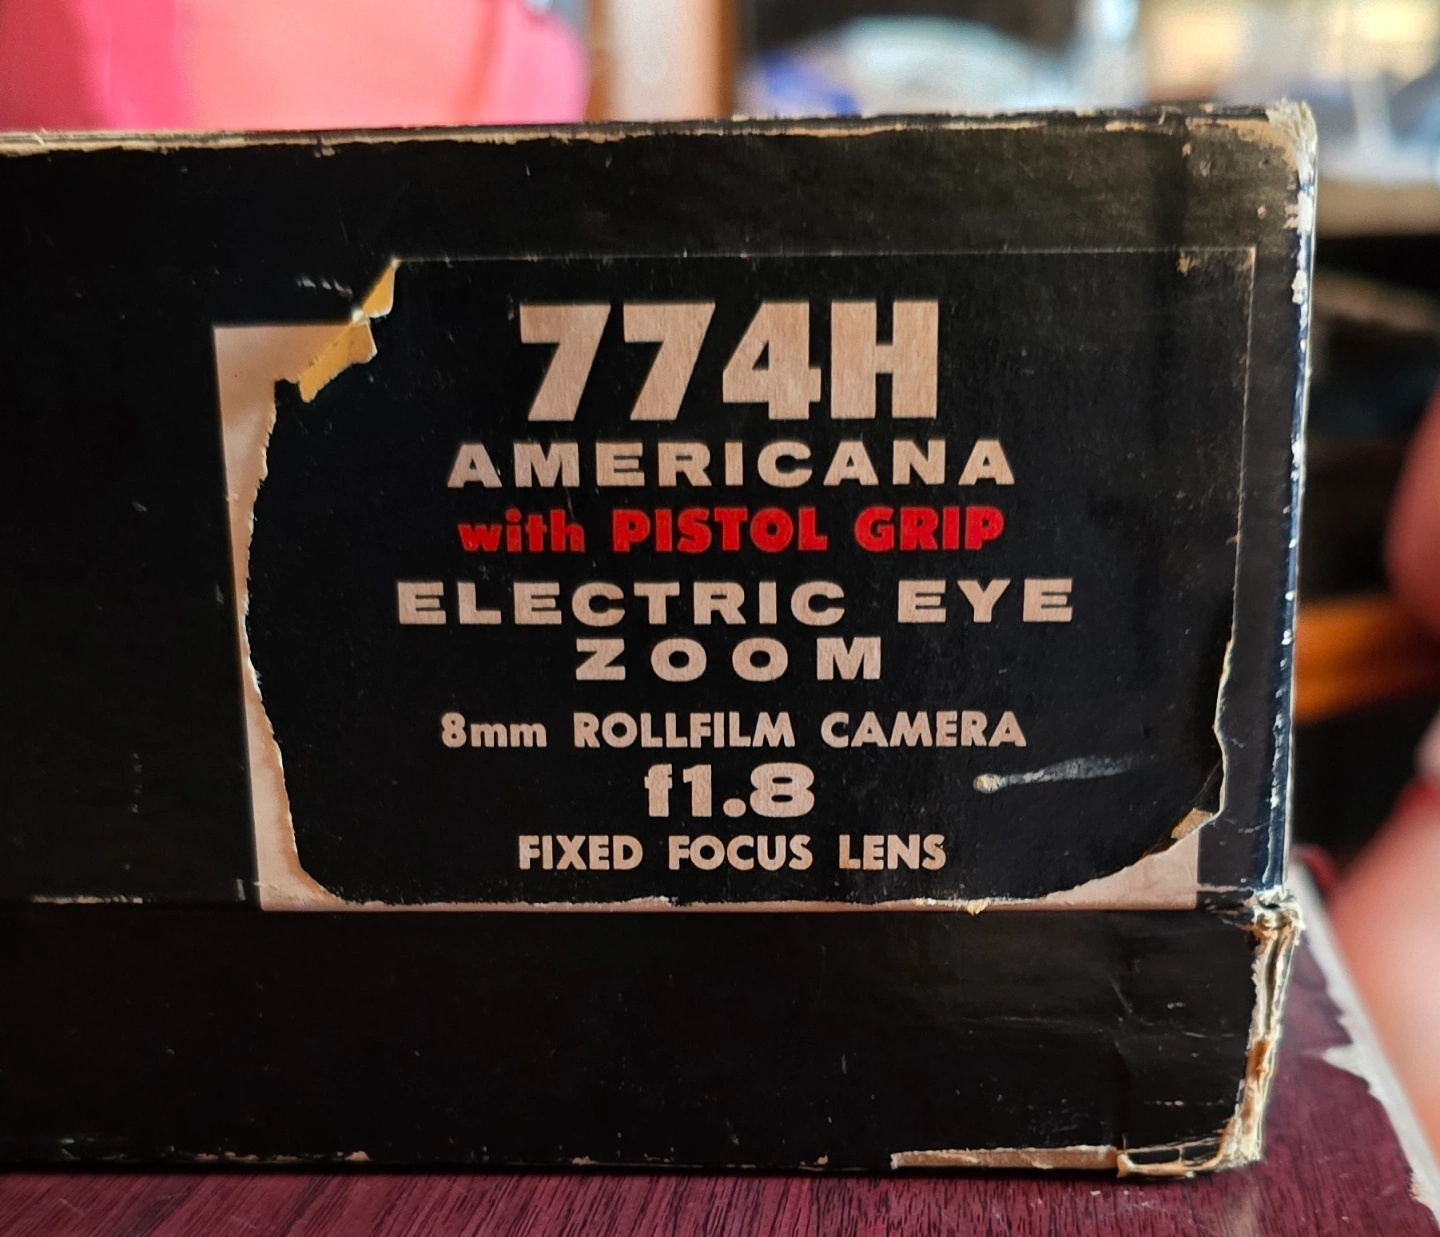 774H
AMERICANA
with PISTOL GRIP
ELECTRIC EYE
ZOOM
8mm ROLLFILM CAMERA
f1.8
FIXED FOCUS LENS